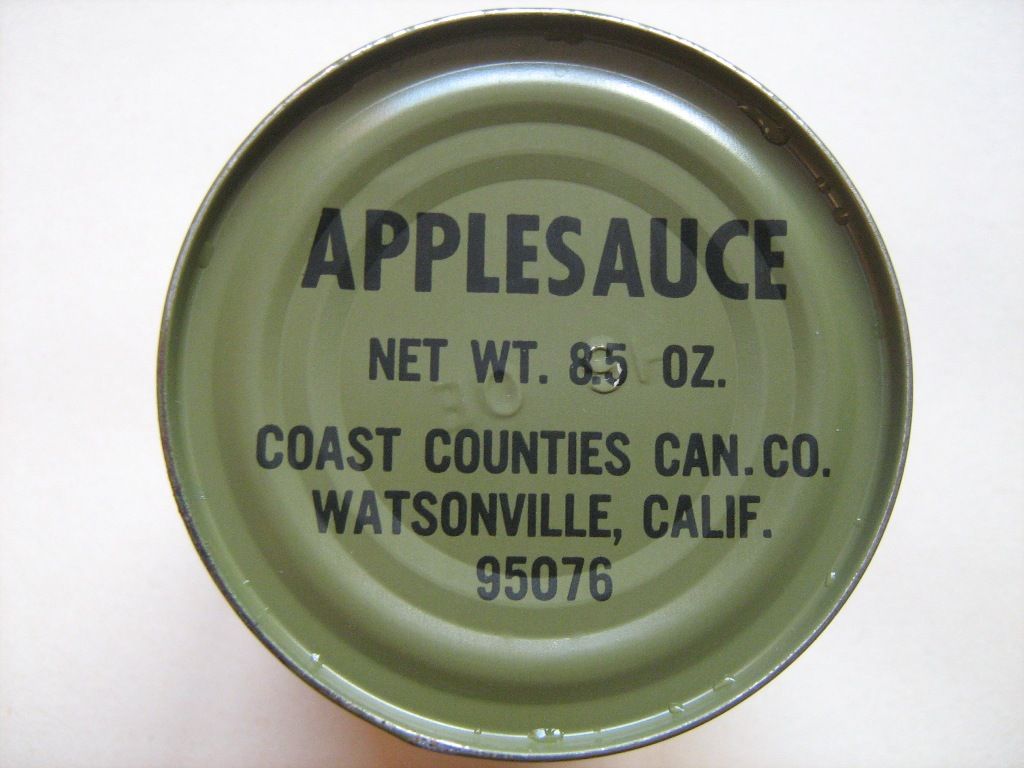 APPLESAUCE
NET WT. 8.5 OZ.
COAST COUNTIES CAN. CO.
WATSONVILLE, CALIF.
95076